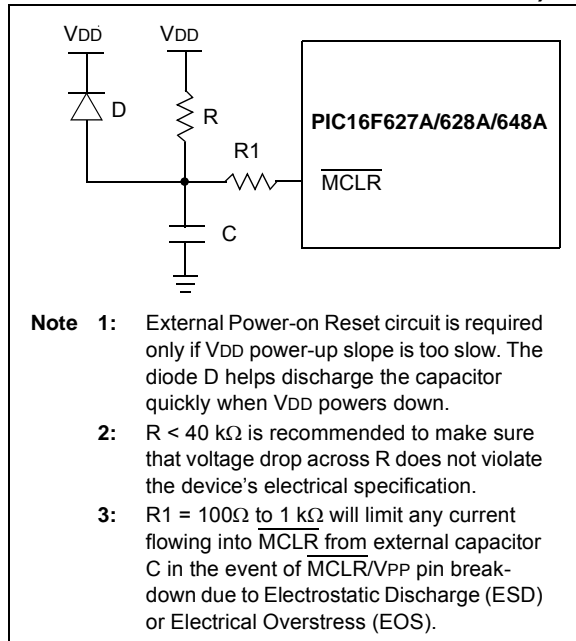 VDD VDD
D R
PIC16F627A/628A/648A
R1
MCLR
C
Note 1: External Power-on Reset circuit is required
only if VDD power-up slope is too slow. The
diode D helps discharge the capacitor
quickly when VDD powers down.
2: R < 40 kΩ is recommended to make sure
that voltage drop across R does not violate
the device's electrical specification.
3: R1 = 100Ω to 1 kΩ will limit any current
flowing into MCLR from external capacitor
C in the event of MCLR/VPP pin break-
down due to Electrostatic Discharge (ESD)
or Electrical Overstress (EOS).